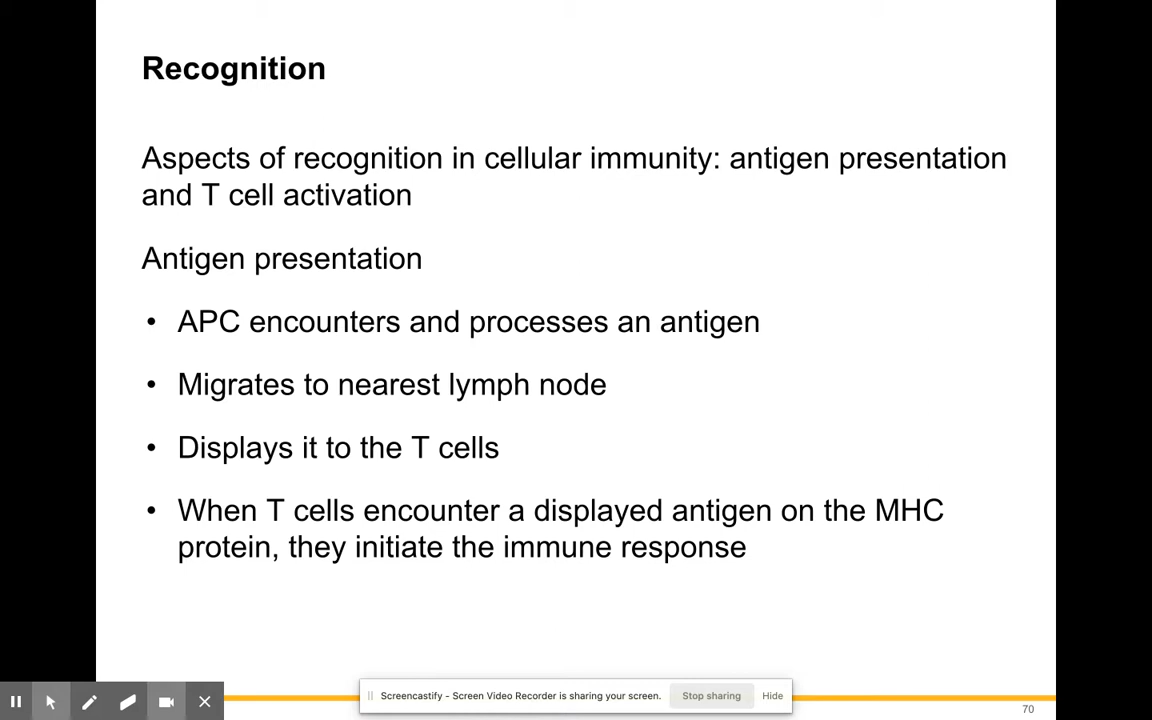 Recognition
Aspects of recognition in cellular immunity: antigen presentation
and T cell activation
Antigen presentation
• APC encounters and processes an antigen
• Migrates to nearest lymph node
• Displays it to the T cells
• When T cells encounter a displayed antigen on the MHC
protein, they initiate the immune response
Screencastify - Screen Video Recorder is sharing your screen. Stop sharing Hide
70